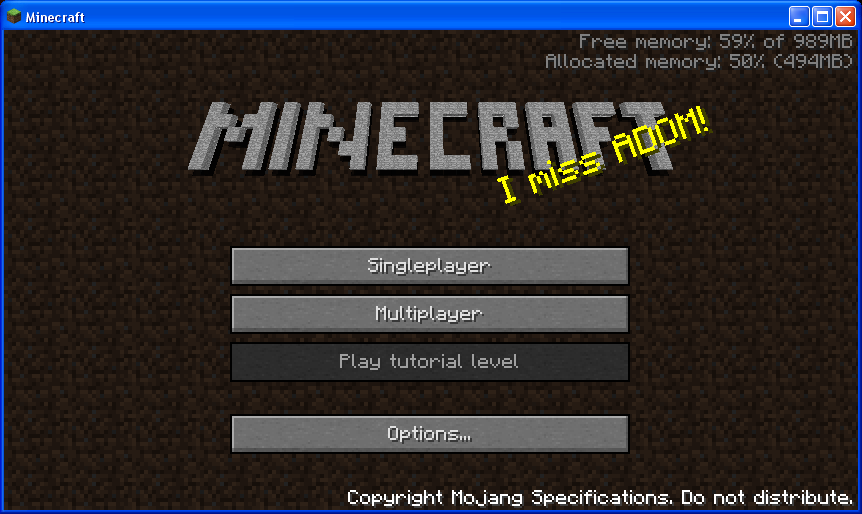 Minecraft
Free memory: 59% of 989MB
Allocated memory: 50% (494MB)
MINECRAFT
I miss ADOM!
Singleplayer
Multiplayer
Play tutorial level
Options...
Copyright Mojang Specifications. Do not distribute.